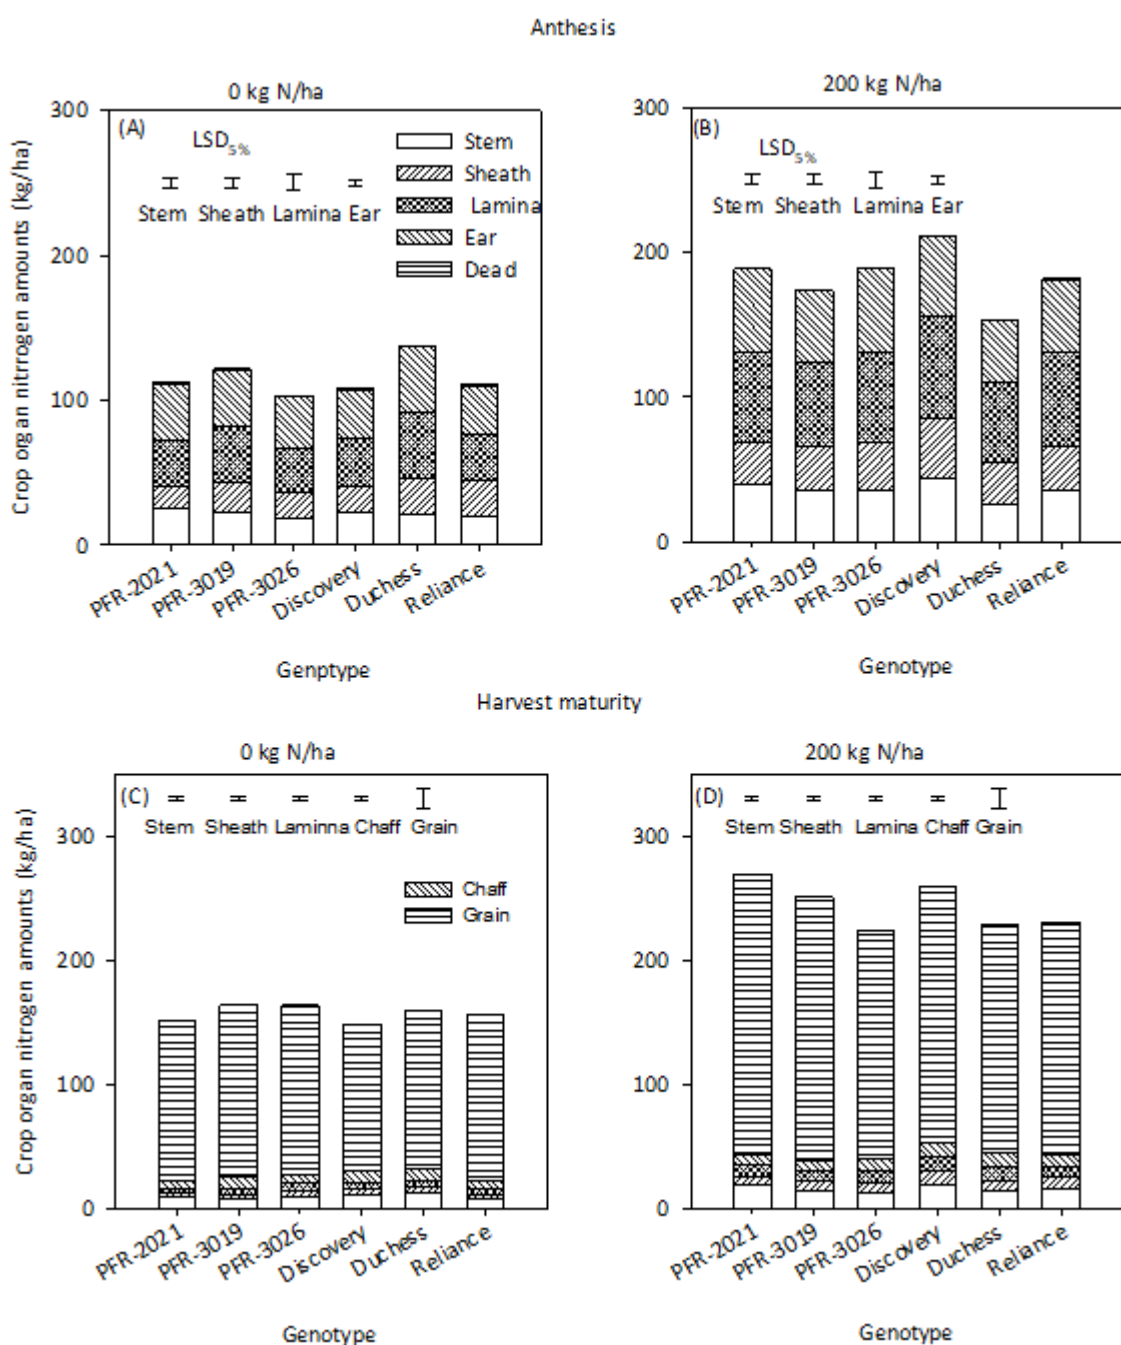 Anthesis
0 kg N/ha
200 kg N/ha
Crop organ nitrrogen amounts (kg/ha)
300
200
100
0
(A)
LSD5%
Stem Sheath Lamina Ear
Stem
Sheath
Lamina
Ear
Dead
PFR-2021
PFR-3019
PFR-3026
Discovery
Duchess
Reliance
Genptype
300
200
100
0
(B)
LSD5%
Stem Sheath Lamina Ear
PFR-2021
PFR-3019
PFR-3026
Discovery
Duchess
Reliance
Genotype
Harvest maturity
0 kg N/ha
200 kg N/ha
Crop organ nitrogen amounts (kg/ha)
300
200
100
0
(C)
Stem Sheath Laminna Chaff Grain
Chaff
Grain
PFR-2021
PFR-3019
PFR-3026
Discovery
Duchess
Reliance
Genotype
300
200
100
0
(D)
Stem Sheath Lamina Chaff Grain
PFR-2021
PFR-3019
PFR-3026
Discovery
Duchess
Reliance
Genotype